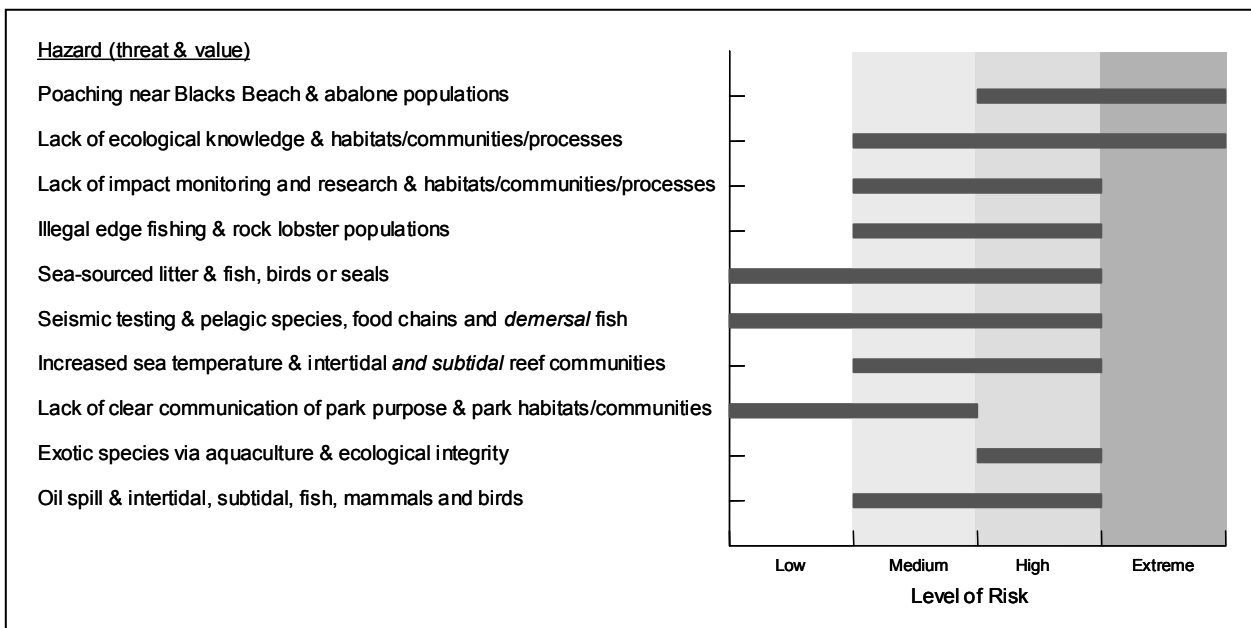 Hazard (threat & value)
Poaching near Blacks Beach & abalone populations
Lack of ecological knowledge & habitats/communities/processes
Lack of impact monitoring and research & habitats/communities/processes
Illegal edge fishing & rock lobster populations
Sea-sourced litter & fish, birds or seals
Seismic testing & pelagic species, food chains and demersal fish
Increased sea temperature & intertidal and subtidal reef communities
Lack of clear communication of park purpose & park habitats/communities
Exotic species via aquaculture & ecological integrity
Oil spill & intertidal, subtidal, fish, mammals and birds
Low Medium High Extreme
Level of Risk